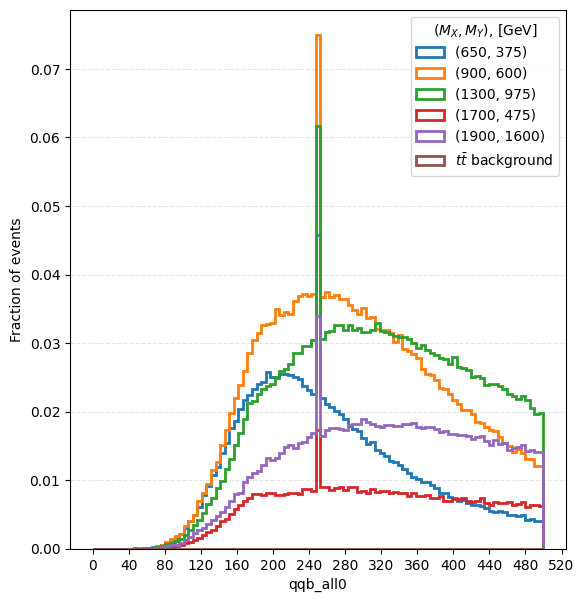 (M_X, M_Y), [GeV]
(650, 375)
(900, 600)
(1300, 975)
(1700, 475)
(1900, 1600)
tt̄ background
Fraction of events
0.07
0.06
0.05
0.04
0.03
0.02
0.01
0.00
0 40 80 120 160 200 240 280 320 360 400 440 480 520
qqb_all0